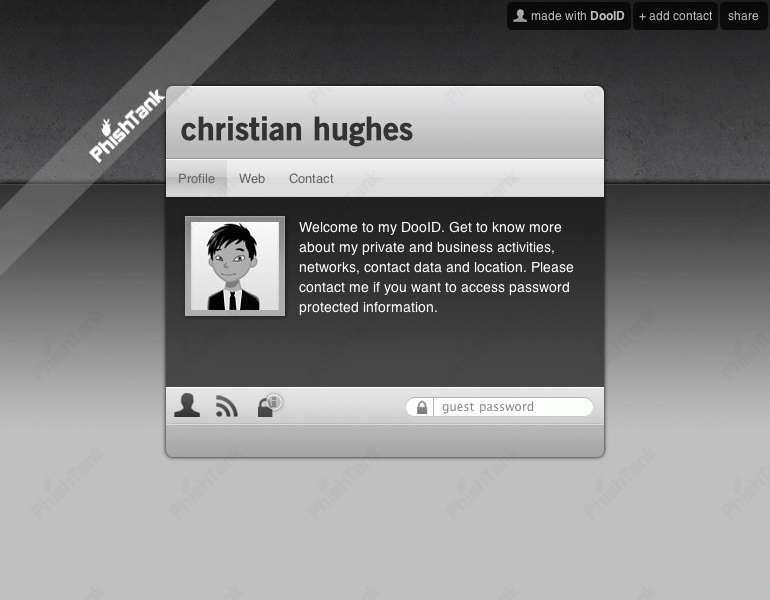 made with DooID
+ add contact
share
PhishTank
christian hughes
Profile
Web
Contact
Welcome to my DooID. Get to know more
about my private and business activities,
networks, contact data and location. Please
contact me if you want to access password
protected information.
guest password